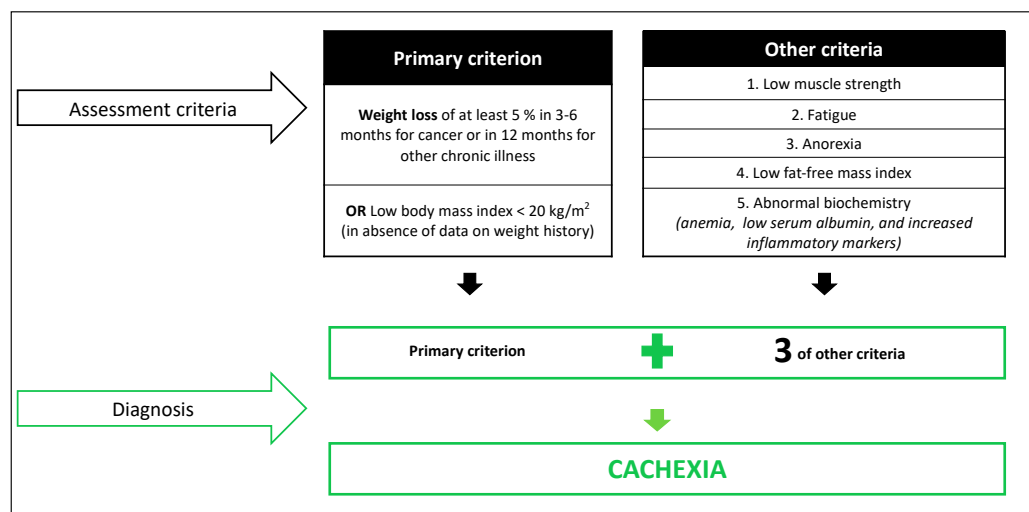 Assessment criteria
Primary criterion
Weight loss of at least 5 % in 3-6
months for cancer or in 12 months for
other chronic illness
OR Low body mass index < 20 kg/m²
(in absence of data on weight history)
Other criteria
1. Low muscle strength
2. Fatigue
3. Anorexia
4. Low fat-free mass index
5. Abnormal biochemistry
(anemia, low serum albumin, and increased
inflammatory markers)
Diagnosis
Primary criterion
3 of other criteria
CACHEXIA